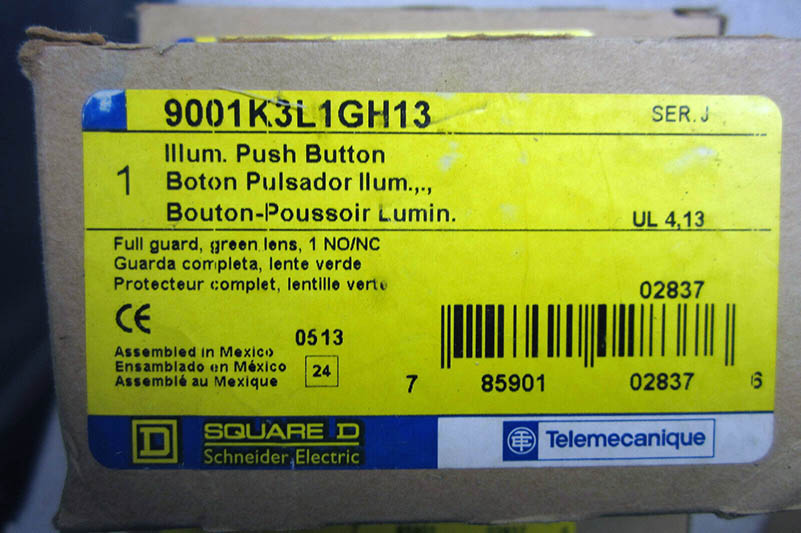 9001K3L1GH13
SER. J
1
Illum. Push Button
Boton Pulsador Ilum.,.,
Bouton-Poussoir Lumin.
UL 4,13
Full guard, green lens, 1 NO/NC
Guarda completa, lente verde
Protecteur complet, lentille verte
02837
CE
0513
Assembled in Mexico
Ensamblado en México
Assemblé au Mexique
24
7 85901 02837 6
D
SQUARE D
Schneider Electric
TE Telemecanique